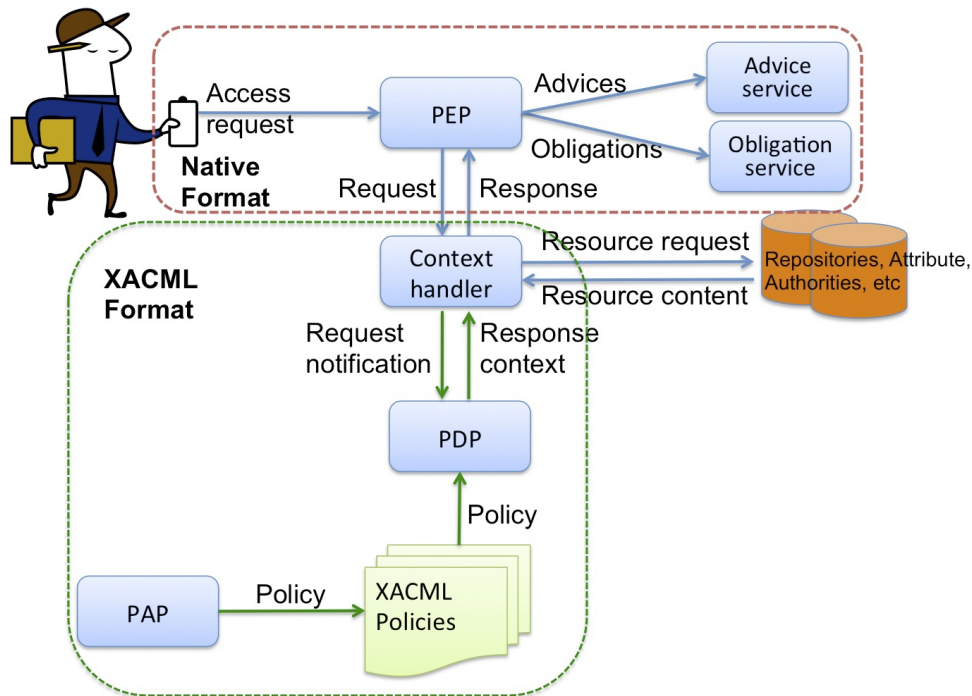 Access
request
Native
Format
PEP
Advices
Obligations
Advice
service
Obligation
service
Request
Response
XACML
Format
Context
handler
Resource request
Resource content
Repositories, Attribute,
Authorities, etc
Request
notification
Response
context
PDP
Policy
PAP
Policy
XACML
Policies